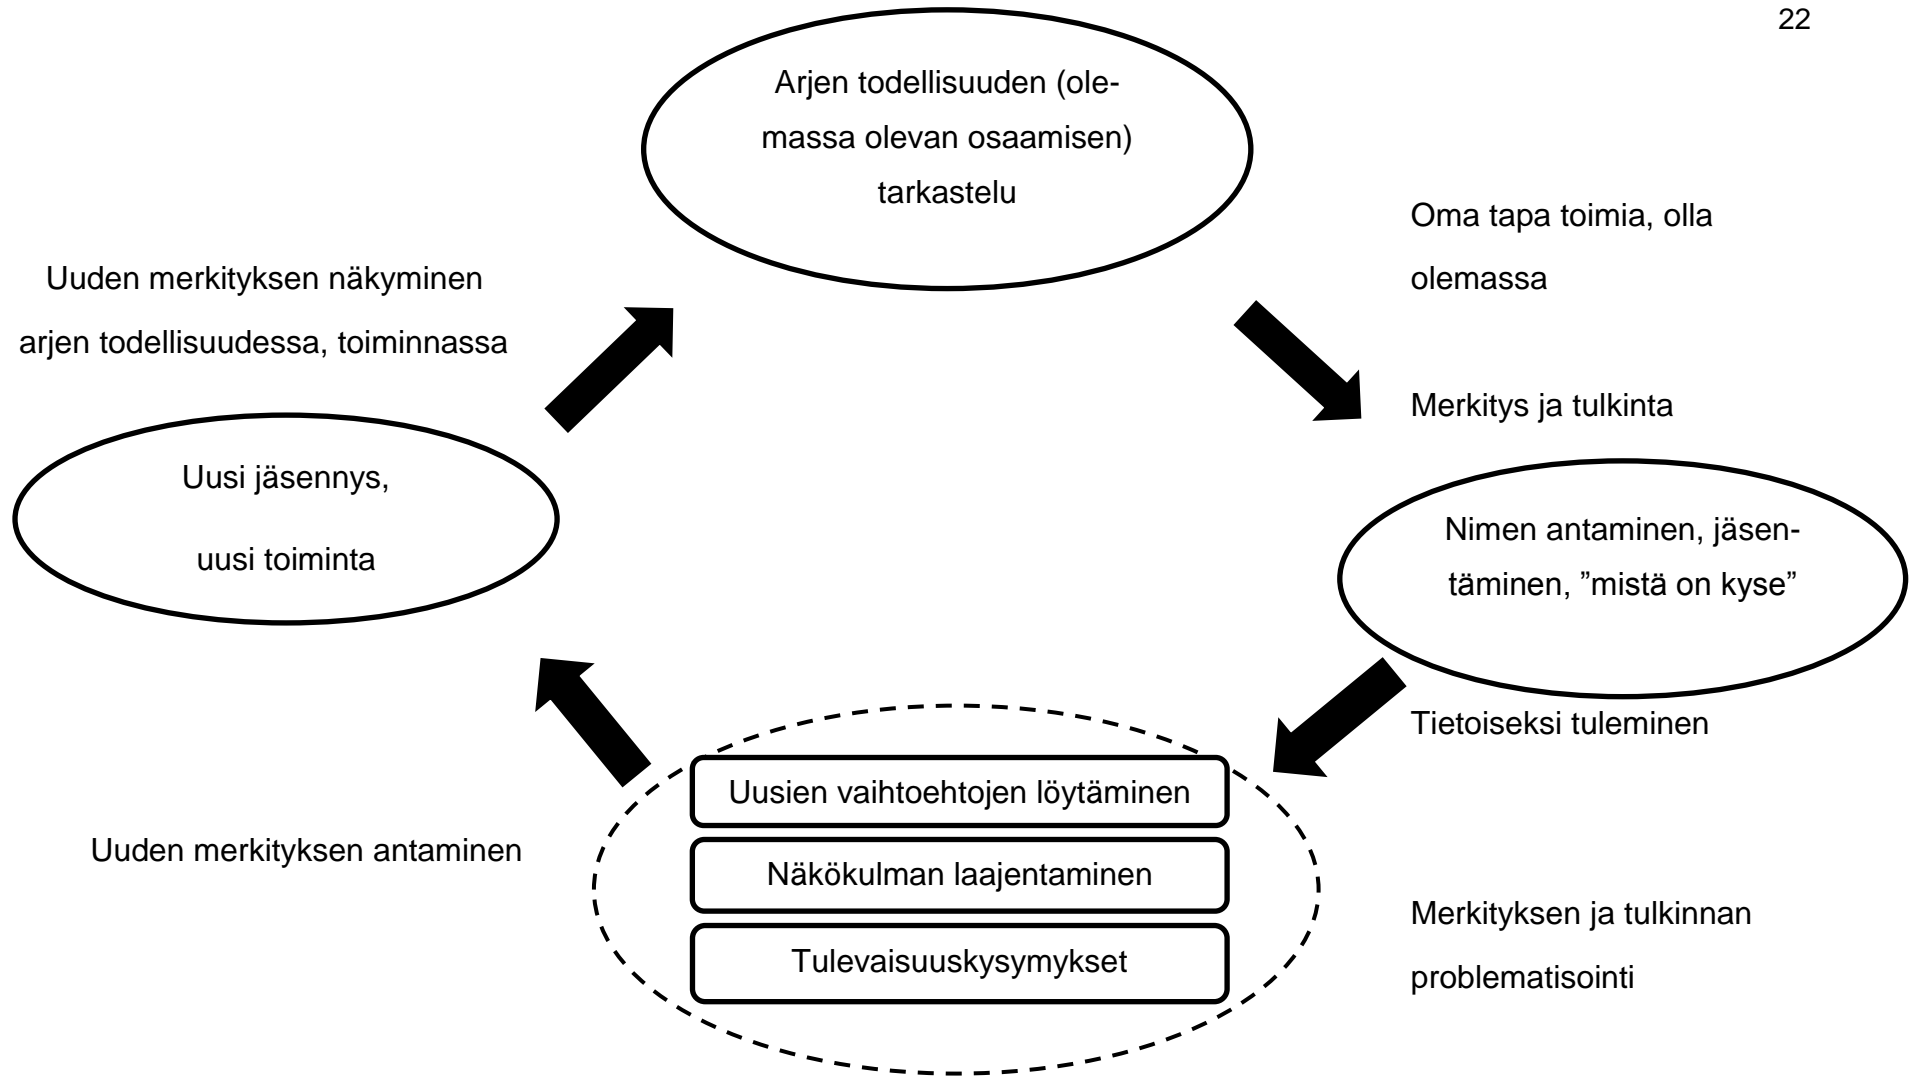 22
Arjen todellisuuden (ole-
massa olevan osaamisen)
tarkastelu
Oma tapa toimia, olla
olemassa
Uuden merkityksen näkyminen
arjen todellisuudessa, toiminnassa
Merkitys ja tulkinta
Uusi jäsennys,
uusi toiminta
Nimen antaminen, jäsen-
täminen, ”mistä on kyse”
Tietoiseksi tuleminen
Uusien vaihtoehtojen löytäminen
Uuden merkityksen antaminen
Näkökulman laajentaminen
Merkityksen ja tulkinnan
problematisointi
Tulevaisuuskysymykset